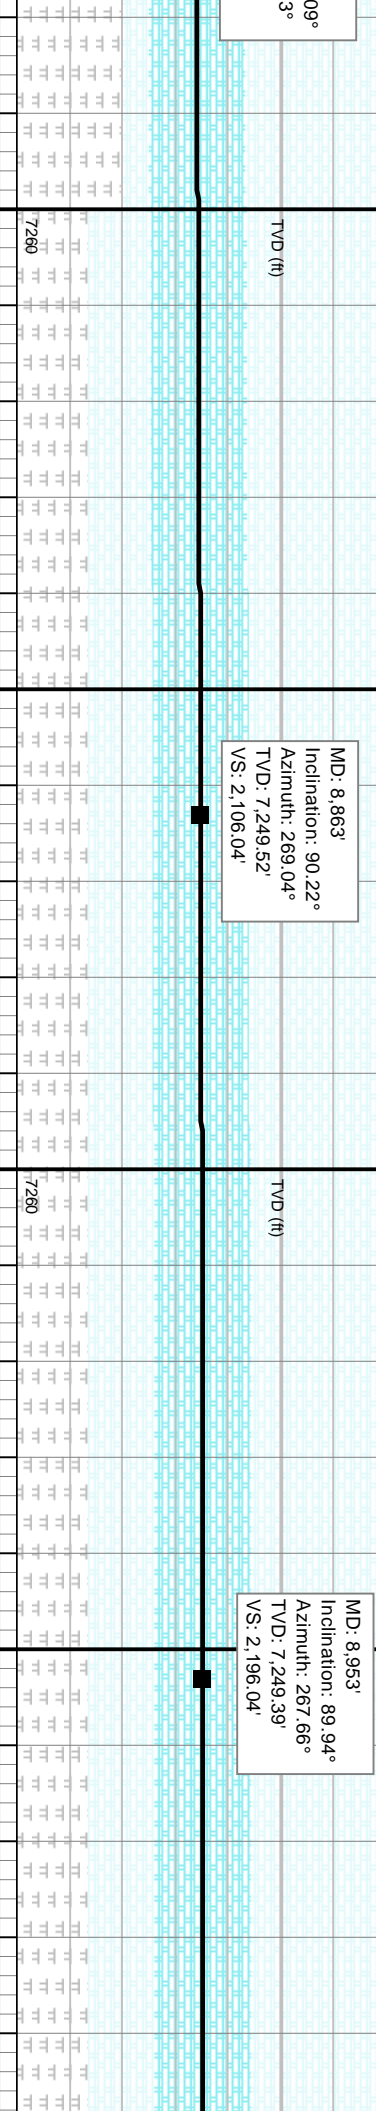 09°
3°
TVD (ft)
7260
MD: 8,863'
Inclination: 90.22°
Azimuth: 269.04°
TVD: 7,249.52'
VS: 2,106.04'
TVD (ft)
7260
MD: 8,953'
Inclination: 89.94°
Azimuth: 267.66°
TVD: 7,249.39'
VS: 2,196.04'